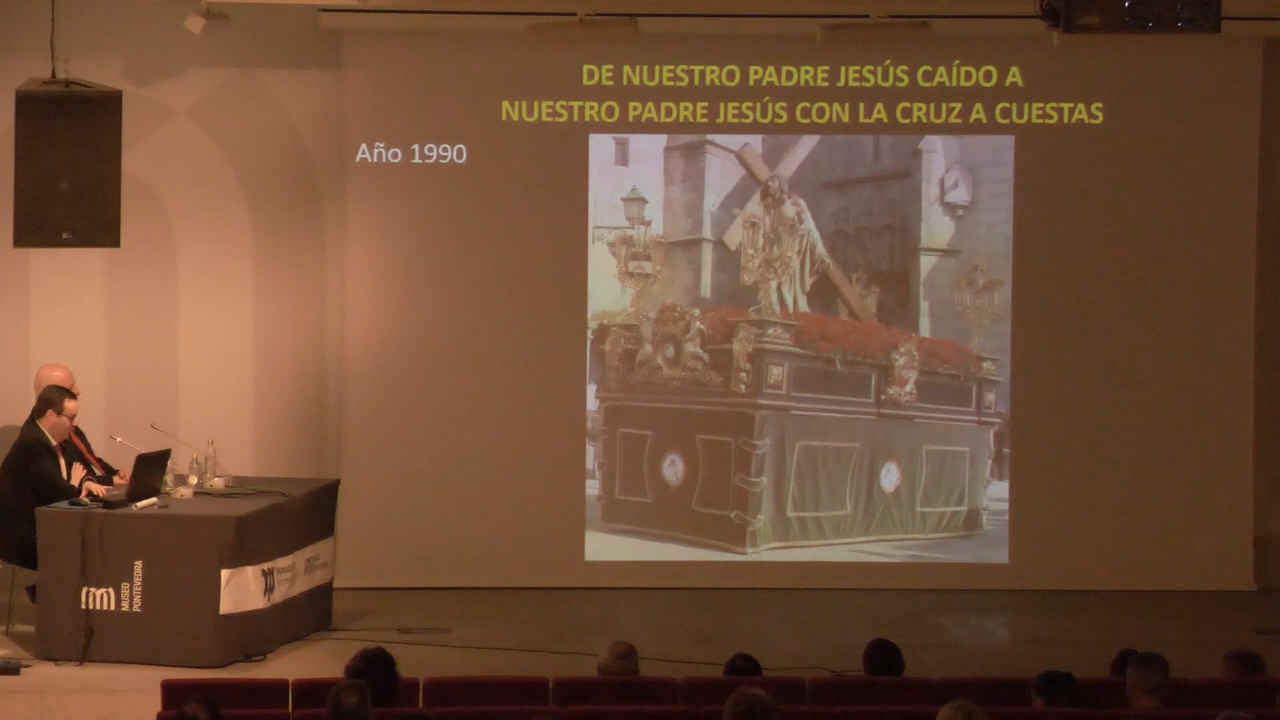 DE NUESTRO PADRE JESÚS CAÍDO A
NUESTRO PADRE JESÚS CON LA CRUZ A CUESTAS
Año 1990
MUSEO
PONTEVEDRA